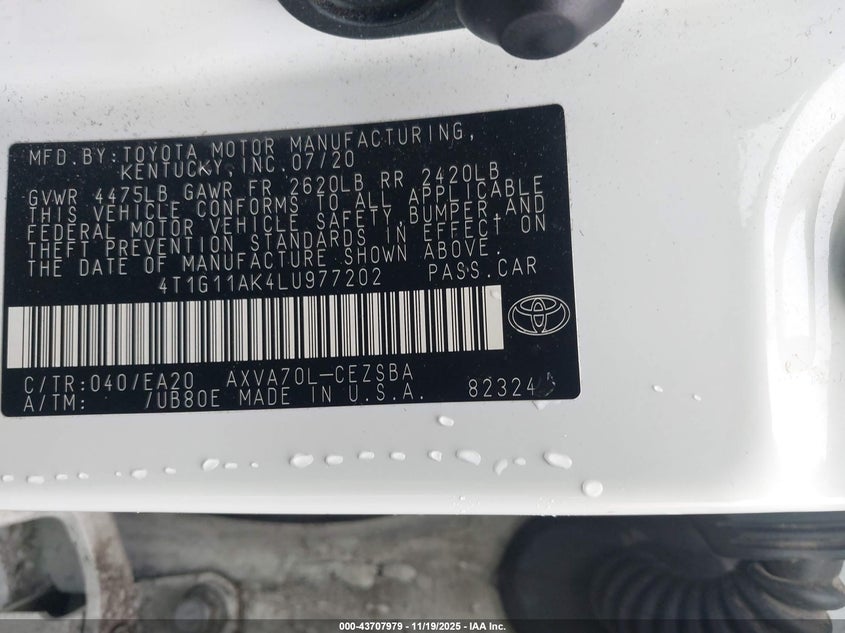 MFD.BY:TOYOTA MOTOR MANUFACTURING,
KENTUCKY,INC.07/20
GVWR 4475LB GAWR FR 2620LB RR 2420LB
THIS VEHICLE CONFORMS TO ALL APPLICABLE
FEDERAL MOTOR VEHICLE SAFETY,BUMPER,AND
THEFT PREVENTION STANDARDS IN EFFECT ON
THE DATE OF MANUFACTURE SHOWN ABOVE.
4T1G11AK4LU977202 PASS.CAR
C/TR:040/EA20 AXVA70L-CEZSBA
A/TM: /UB80E MADE IN U.S.A.
000-43707979 - 11/19/2025 - IAA Inc.